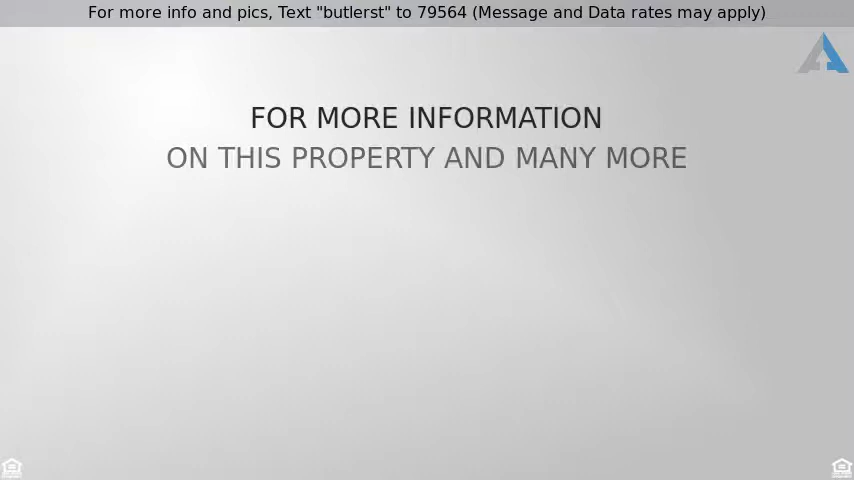 For more info and pics, Text "butlerst" to 79564 (Message and Data rates may apply)
FOR MORE INFORMATION
ON THIS PROPERTY AND MANY MORE